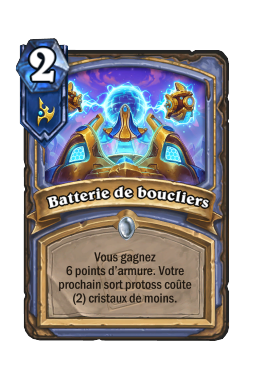 2
Batterie de boucliers
Vous gagnez
6 points d'armure. Votre
prochain sort protoss coûte
(2) cristaux de moins.